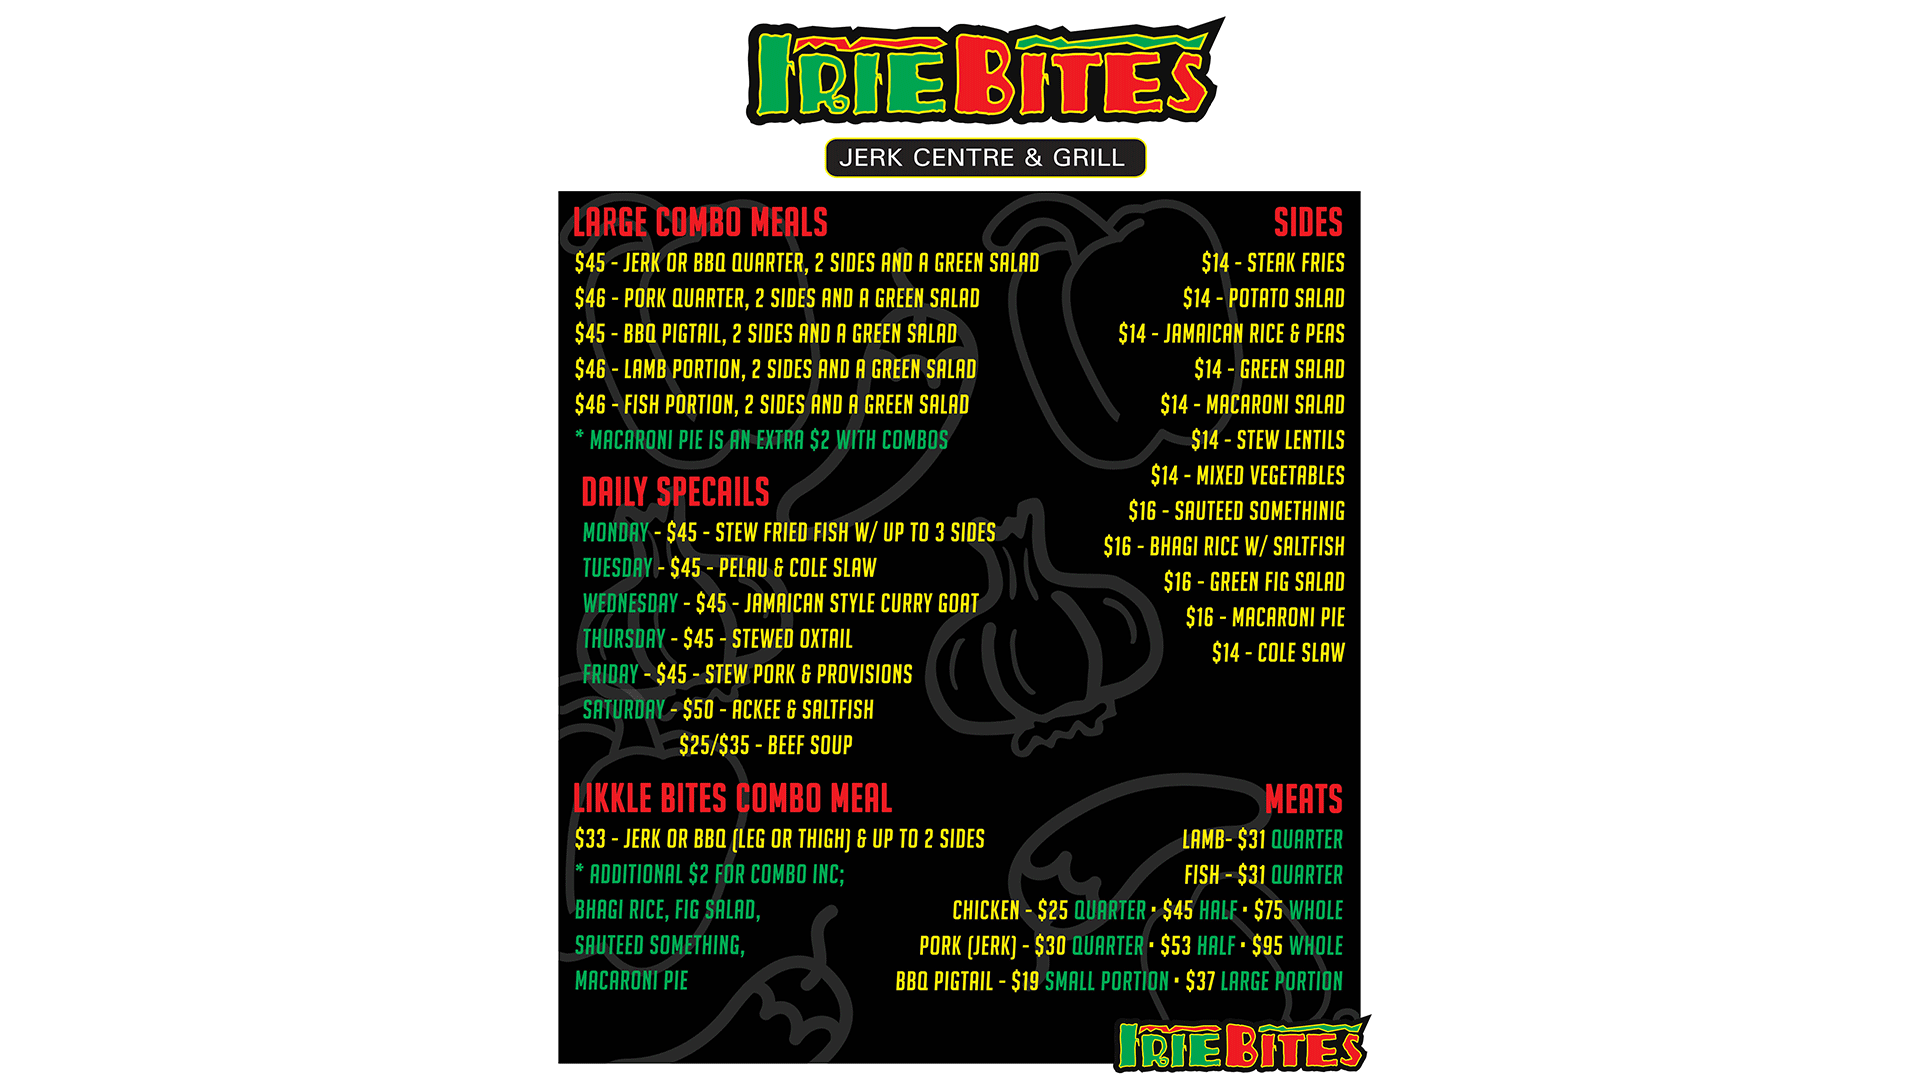 IRIE BITES
JERK CENTRE & GRILL
LARGE COMBO MEALS
$45 - JERK OR BBQ QUARTER, 2 SIDES AND A GREEN SALAD
$46 - PORK QUARTER, 2 SIDES AND A GREEN SALAD
$45 - BBQ PIGTAIL, 2 SIDES AND A GREEN SALAD
$46 - LAMB PORTION, 2 SIDES AND A GREEN SALAD
$46 - FISH PORTION, 2 SIDES AND A GREEN SALAD
* MACARONI PIE IS AN EXTRA $2 WITH COMBOS
DAILY SPECAILS
MONDAY - $45 - STEW FRIED FISH W/ UP TO 3 SIDES
TUESDAY - $45 - PELAU & COLE SLAW
WEDNESDAY - $45 - JAMAICAN STYLE CURRY GOAT
THURSDAY - $45 - STEWED OXTAIL
FRIDAY - $45 - STEW PORK & PROVISIONS
SATURDAY - $50 - ACKEE & SALTFISH
$25/$35 - BEEF SOUP
LIKKLE BITES COMBO MEAL
$33 - JERK OR BBQ (LEG OR THIGH) & UP TO 2 SIDES
* ADDITIONAL $2 FOR COMBO INC;
BHAGI RICE, FIG SALAD,
SAUTEED SOMETHING,
MACARONI PIE
SIDES
$14 - STEAK FRIES
$14 - POTATO SALAD
$14 - JAMAICAN RICE & PEAS
$14 - GREEN SALAD
$14 - MACARONI SALAD
$14 - STEW LENTILS
$14 - MIXED VEGETABLES
$16 - SAUTEED SOMETHINIG
$16 - BHAGI RICE W/ SALTFISH
$16 - GREEN FIG SALAD
$16 - MACARONI PIE
$14 - COLE SLAW
MEATS
LAMB- $31 QUARTER
FISH - $31 QUARTER
CHICKEN - $25 QUARTER · $45 HALF · $75 WHOLE
PORK (JERK) - $30 QUARTER · $53 HALF · $95 WHOLE
BBQ PIGTAIL - $19 SMALL PORTION · $37 LARGE PORTION
IRIE BITES